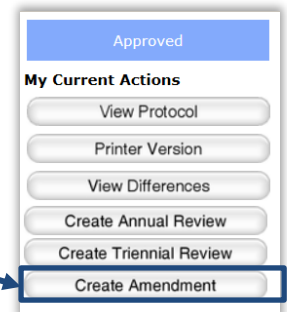 Approved
My Current Actions
View Protocol
Printer Version
View Differences
Create Annual Review
Create Triennial Review
Create Amendment